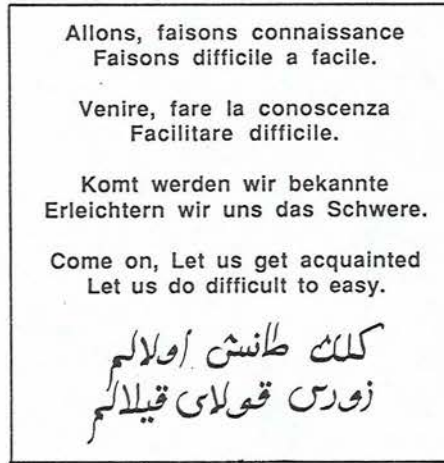 Allons, faisons connaissance
Faisons difficile a facile.
Venire, fare la conoscenza
Facilitare difficile.
Komt werden wir bekannte
Erleichtern wir uns das Schwere.
Come on, Let us get acquainted
Let us do difficult to easy.
كلك طانش اولالم
زورى قولاى قيلالم